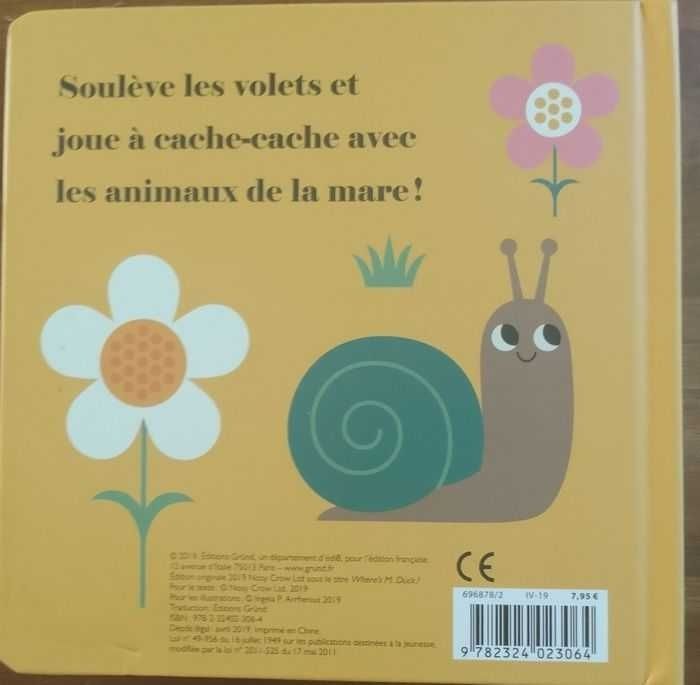 Soulève les volets et
joue à cache-cache avec
les animaux de la mare !
© 2019, Éditions Gründ, un département d'édi8, pour l'édition française.
12 avenue d'Italie 75013 Paris – www.grund.fr
Édition originale 2019 Nosy Crow Ltd sous le titre Where's M. Duck?
Pour le texte : © Nosy Crow Ltd. 2019
Pour les illustrations : © Ingela P. Arrhenius 2019
Traduction : Éditions Gründ
ISBN : 978-2-32402-306-4
Dépôt légal : avril 2019. Imprimé en Chine.
Loi n° 49-956 du 16 juillet 1949 sur les publications destinées à la jeunesse,
modifiée par la loi n° 2011-525 du 17 mai 2011.
CE
696878/2 IV-19 7,95 €
9 782324 023064